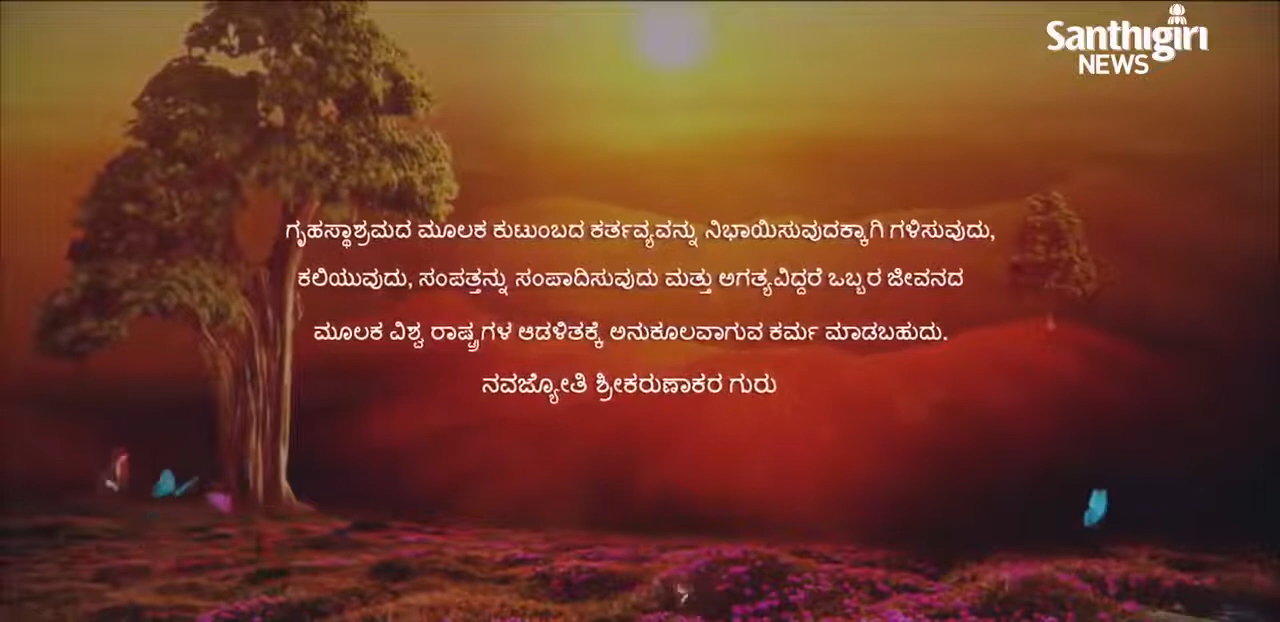 Santhigiri
NEWS
ಗೃಹಸ್ಥಾಶ್ರಮದ ಮೂಲಕ ಕುಟುಂಬದ ಕರ್ತವ್ಯವನ್ನು ನಿಭಾಯಿಸುವುದಕ್ಕಾಗಿ ಗಳಿಸುವುದು,
ಕಲಿಯುವುದು, ಸಂಪತ್ತನ್ನು ಸಂಪಾದಿಸುವುದು ಮತ್ತು ಅಗತ್ಯವಿದ್ದರೆ ಒಬ್ಬರ ಜೀವನದ
ಮೂಲಕ ವಿಶ್ವ ರಾಷ್ಟ್ರಗಳ ಆಡಳಿತಕ್ಕೆ ಅನುಕೂಲವಾಗುವ ಕರ್ಮ ಮಾಡಬಹುದು.
ನವಜ್ಯೋತಿ ಶ್ರೀಕರುಣಾಕರ ಗುರು